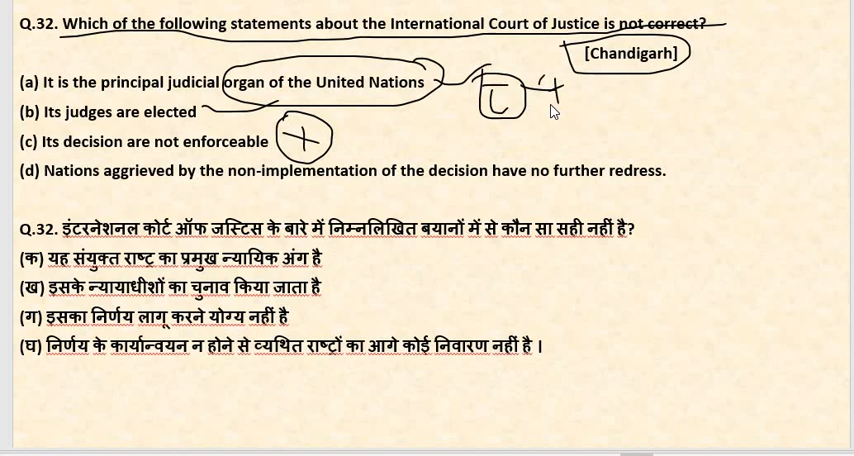 Q.32. Which of the following statements about the International Court of Justice is not correct?
[Chandigarh]
(a) It is the principal judicial organ of the United Nations
(b) Its judges are elected
(c) Its decision are not enforceable
(d) Nations aggrieved by the non-implementation of the decision have no further redress.
Q.32. इंटरनेशनल कोर्ट ऑफ जस्टिस के बारे में निम्नलिखित बयानों में से कौन सा सही नहीं है?
(क) यह संयुक्त राष्ट्र का प्रमुख न्यायिक अंग है
(ख) इसके न्यायाधीशों का चुनाव किया जाता है
(ग) इसका निर्णय लागू करने योग्य नहीं है
(घ) निर्णय के कार्यान्वयन न होने से व्यथित राष्ट्रों का आगे कोई निवारण नहीं है ।